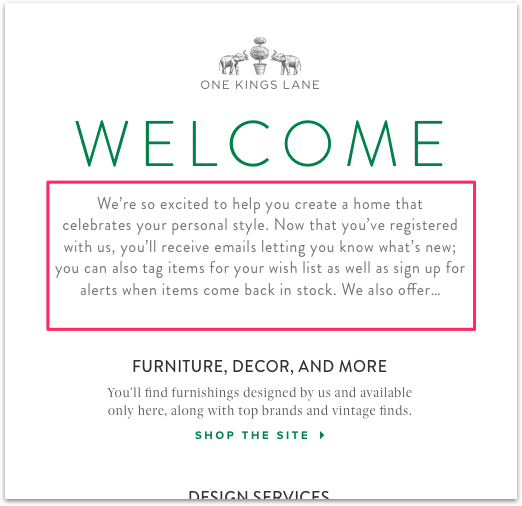 ONE KINGS LANE
WELCOME
We're so excited to help you create a home that
celebrates your personal style. Now that you've registered
with us, you'll receive emails letting you know what's new;
you can also tag items for your wish list as well as sign up for
alerts when items come back in stock. We also offer...
FURNITURE, DECOR, AND MORE
You'll find furnishings designed by us and available
only here, along with top brands and vintage finds.
SHOP THE SITE
DESIGN SERVICES